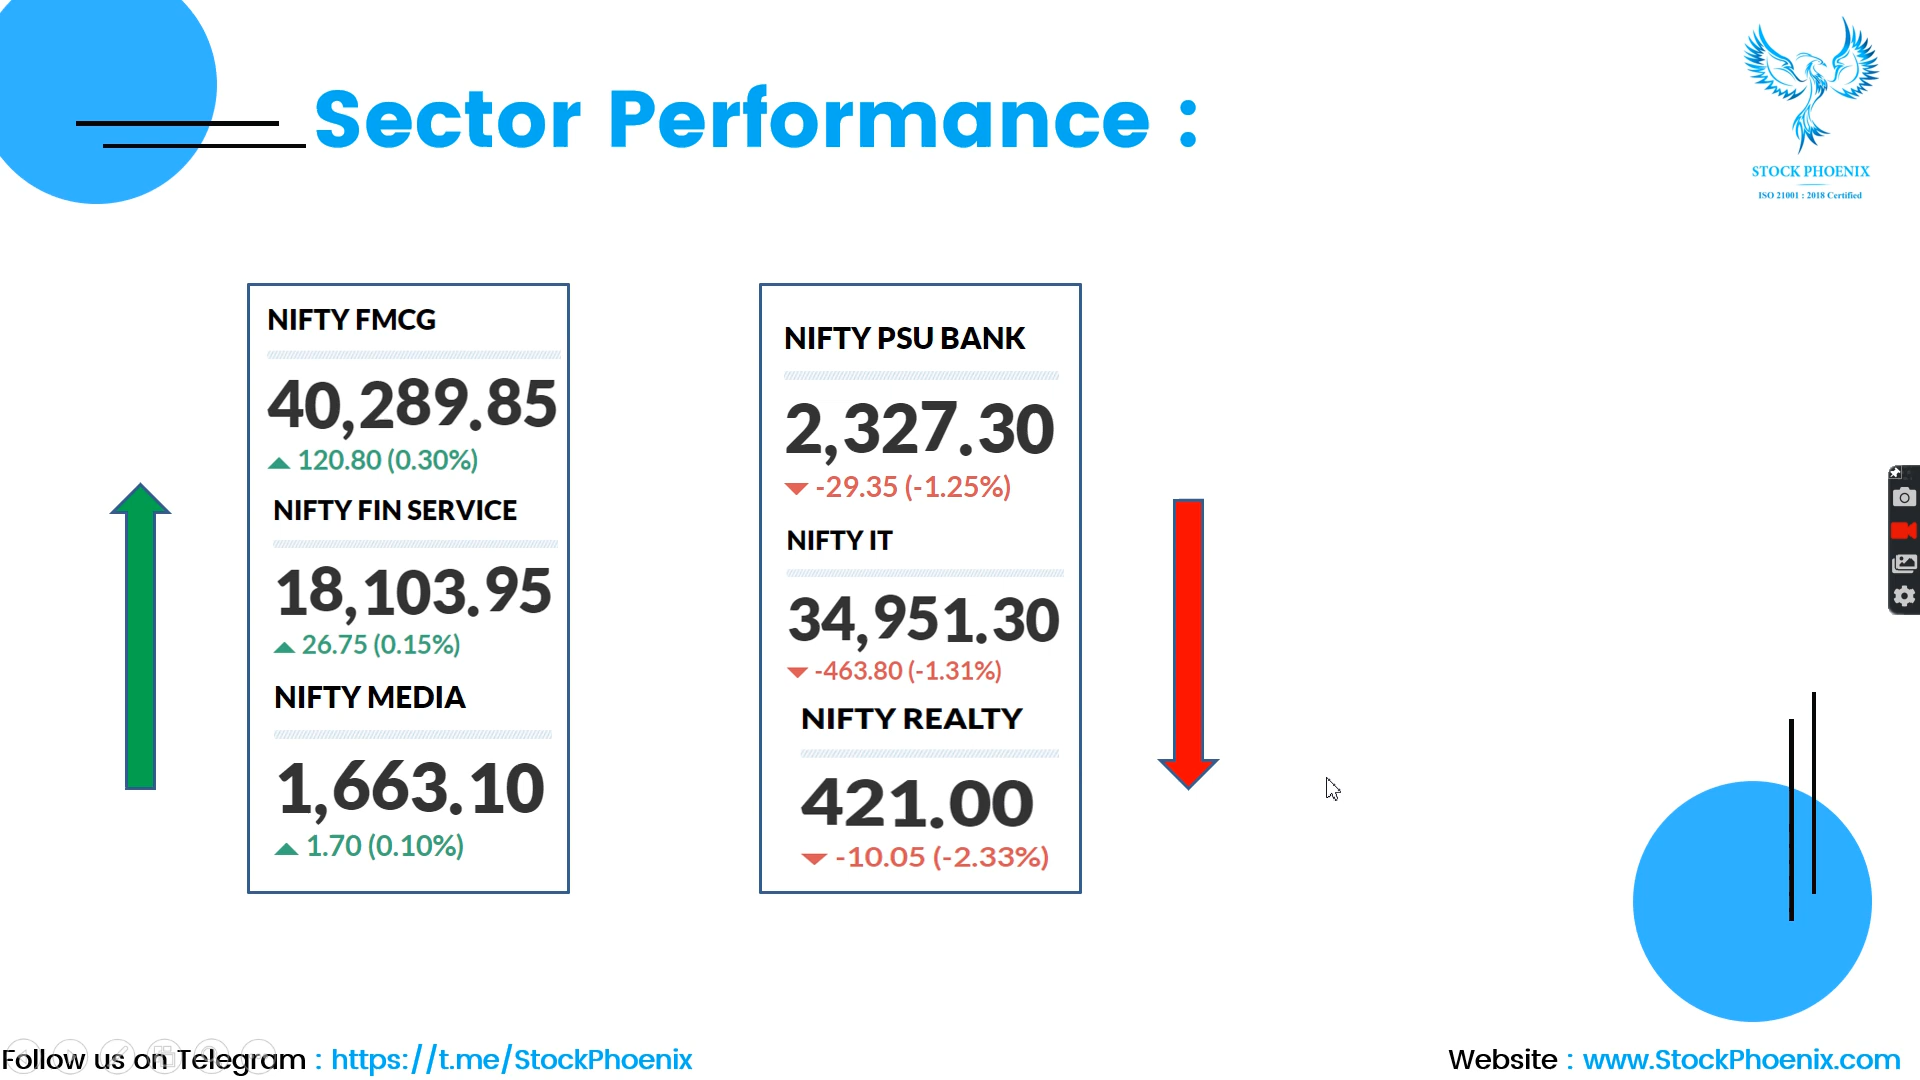 Sector Performance :
STOCK PHOENIX
ISO 21001 : 2018 Certified
NIFTY FMCG
40,289.85
120.80 (0.30%)
NIFTY FIN SERVICE
18,103.95
26.75 (0.15%)
NIFTY MEDIA
1,663.10
1.70 (0.10%)
NIFTY PSU BANK
2,327.30
-29.35 (-1.25%)
NIFTY IT
34,951.30
-463.80 (-1.31%)
NIFTY REALTY
421.00
-10.05 (-2.33%)
Follow us on Telegram : https://t.me/StockPhoenix
Website : www.StockPhoenix.com